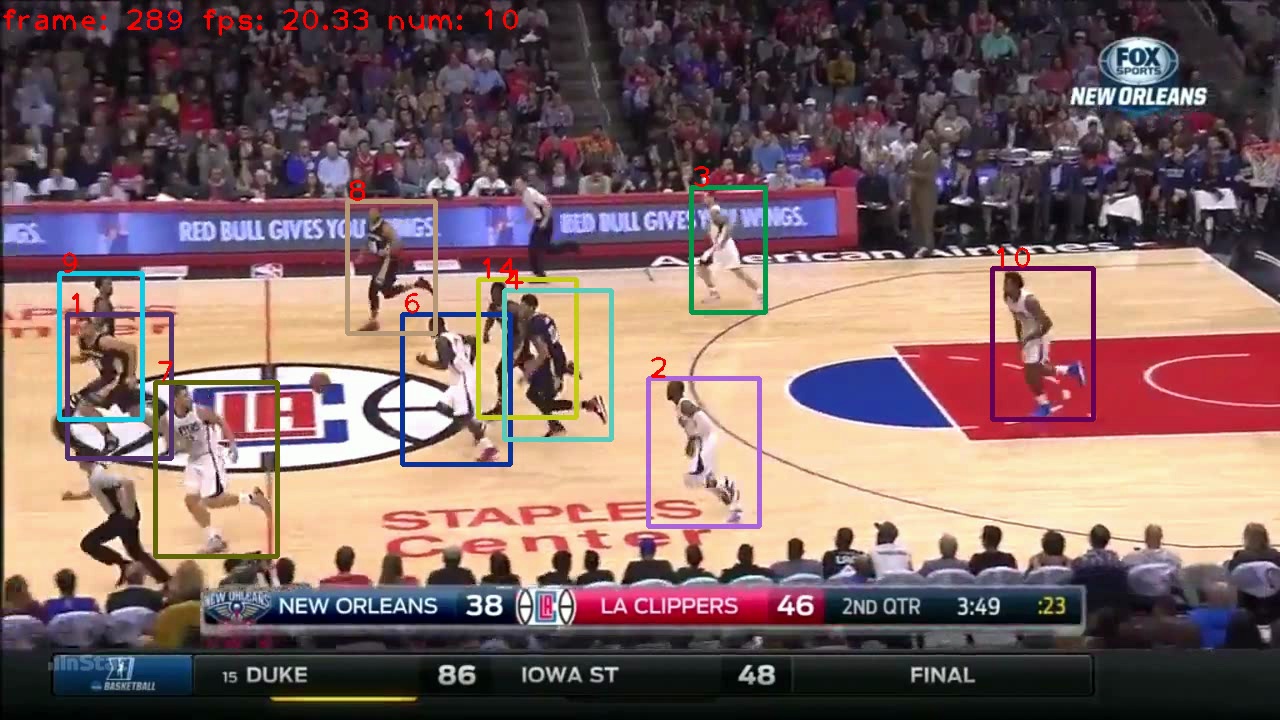 frame: 289 fps: 20.33 num: 10
FOX
SPORTS
NEW ORLEANS
3
8
RED BULL GIVES YOU WINGS.
RED BULL GIVES YOU WINGS.
American Airlines
9
14
4
10
1
6
7
2
LA
STAPLES
Center
NEW ORLEANS 38 LA CLIPPERS 46 2ND QTR 3:49 :23
BASKETBALL
15 DUKE 86 IOWA ST 48 FINAL